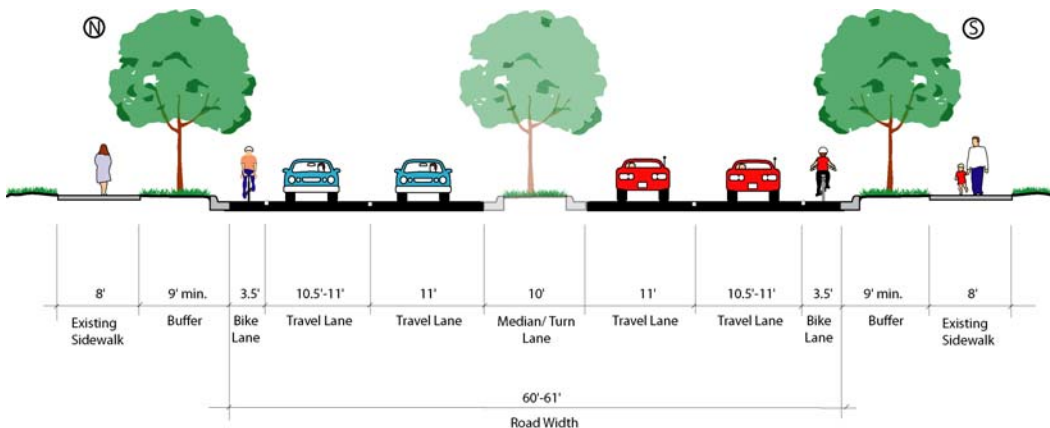 N
S
8'
9' min.
3.5'
10.5'-11'
11'
10'
11'
10.5'-11'
3.5'
9' min.
8'
Existing
Sidewalk
Buffer
Bike
Lane
Travel Lane
Travel Lane
Median/ Turn
Lane
Travel Lane
Travel Lane
Bike
Lane
Buffer
Existing
Sidewalk
60'-61'
Road Width